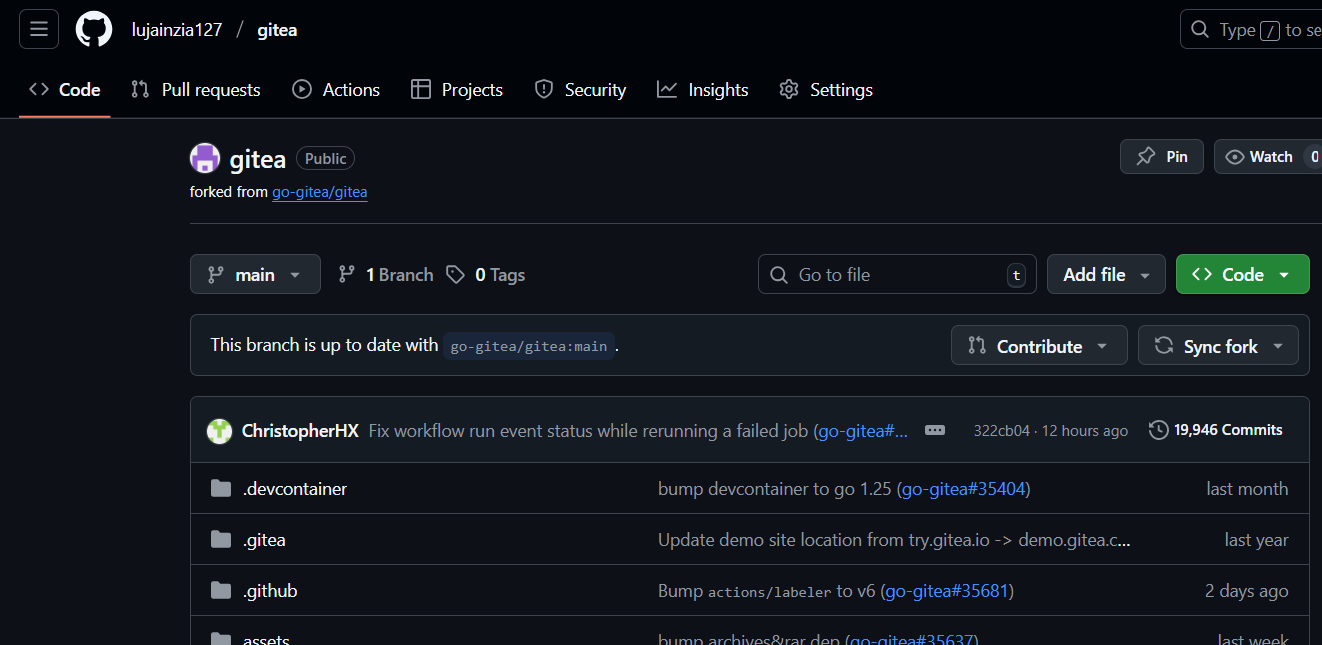 lujainzia127 / gitea
Type / to se
Code Pull requests Actions Projects Security Insights Settings
gitea Public
Pin Watch 0
forked from go-gitea/gitea
main 1 Branch 0 Tags Go to file t Add file Code
This branch is up to date with go-gitea/gitea:main. Contribute Sync fork
ChristopherHX Fix workflow run event status while rerunning a failed job (go-gitea#... 322cb04 · 12 hours ago 19,946 Commits
.devcontainer bump devcontainer to go 1.25 (go-gitea#35404) last month
.gitea Update demo site location from try.gitea.io -> demo.gitea.c... last year
.github Bump actions/labeler to v6 (go-gitea#35681) 2 days ago
assets bump archives&rar dep (go-gitea#35637) last week